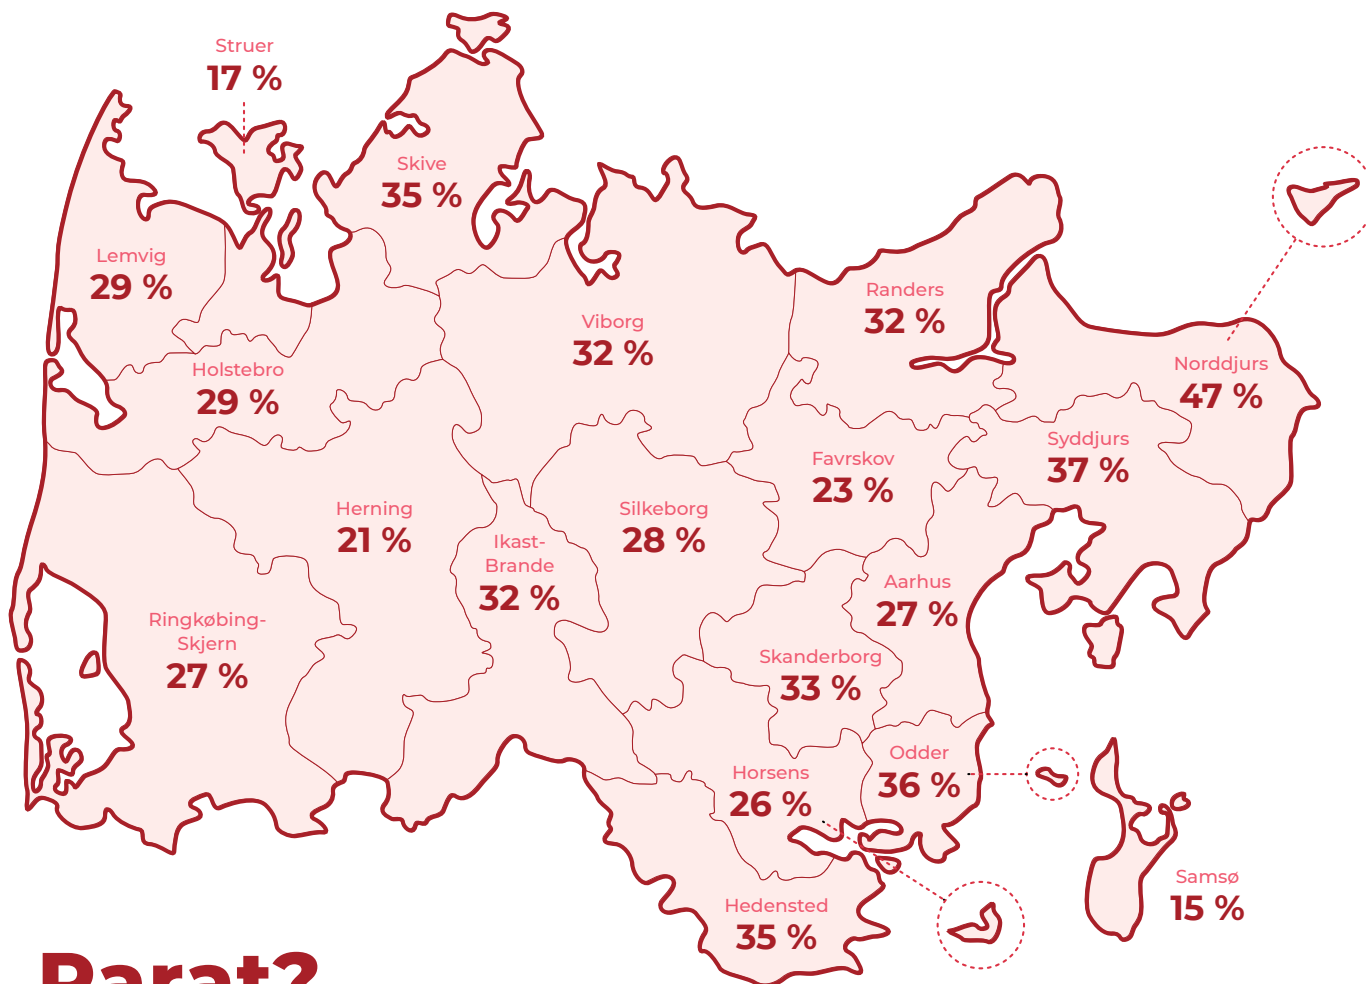 Struer
17 %
Skive
35 %
Lemvig
29 %
Randers
32 %
Viborg
32 %
Norddjurs
47 %
Holstebro
29 %
Syddjurs
37 %
Favrskov
23 %
Herning
21 %
Silkeborg
28 %
Ikast-
Brande
32 %
Aarhus
27 %
Ringkøbing-
Skjern
27 %
Skanderborg
33 %
Odder
36 %
Horsens
26 %
Samsø
15 %
Hedensted
35 %
Parat?